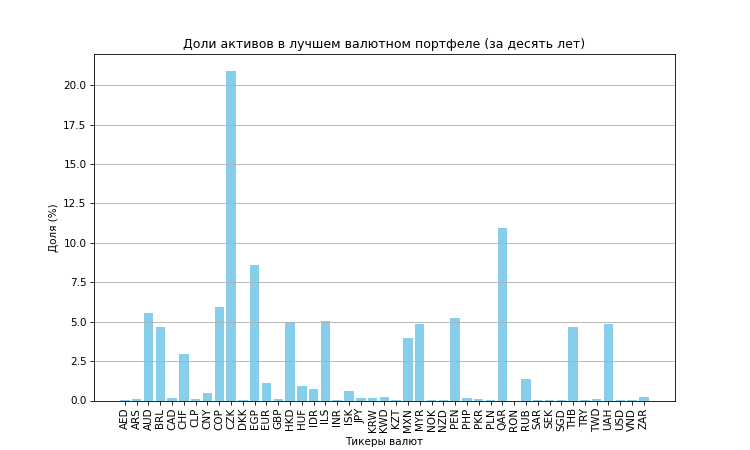 Доли активов в лучшем валютном портфеле (за десять лет)
Доля (%)
20.0
17.5
15.0
12.5
10.0
7.5
5.0
2.5
0.0
AED ARS AUD BRL CAD CHF CLP CNY COP CZK DKK EGP EUR GBP HKD HUF IDR ILS INR ISK JPY KRW KWD KZT MXN MYR NOK NZD PEN PHP PKR PLN QAR RON RUB SAR SEK SGD THB TRY TWD UAH USD VND ZAR
Тикеры валют